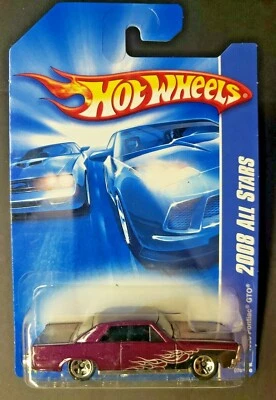 HOT WHEELS
2008 ALL STARS
Pontiac GTO®